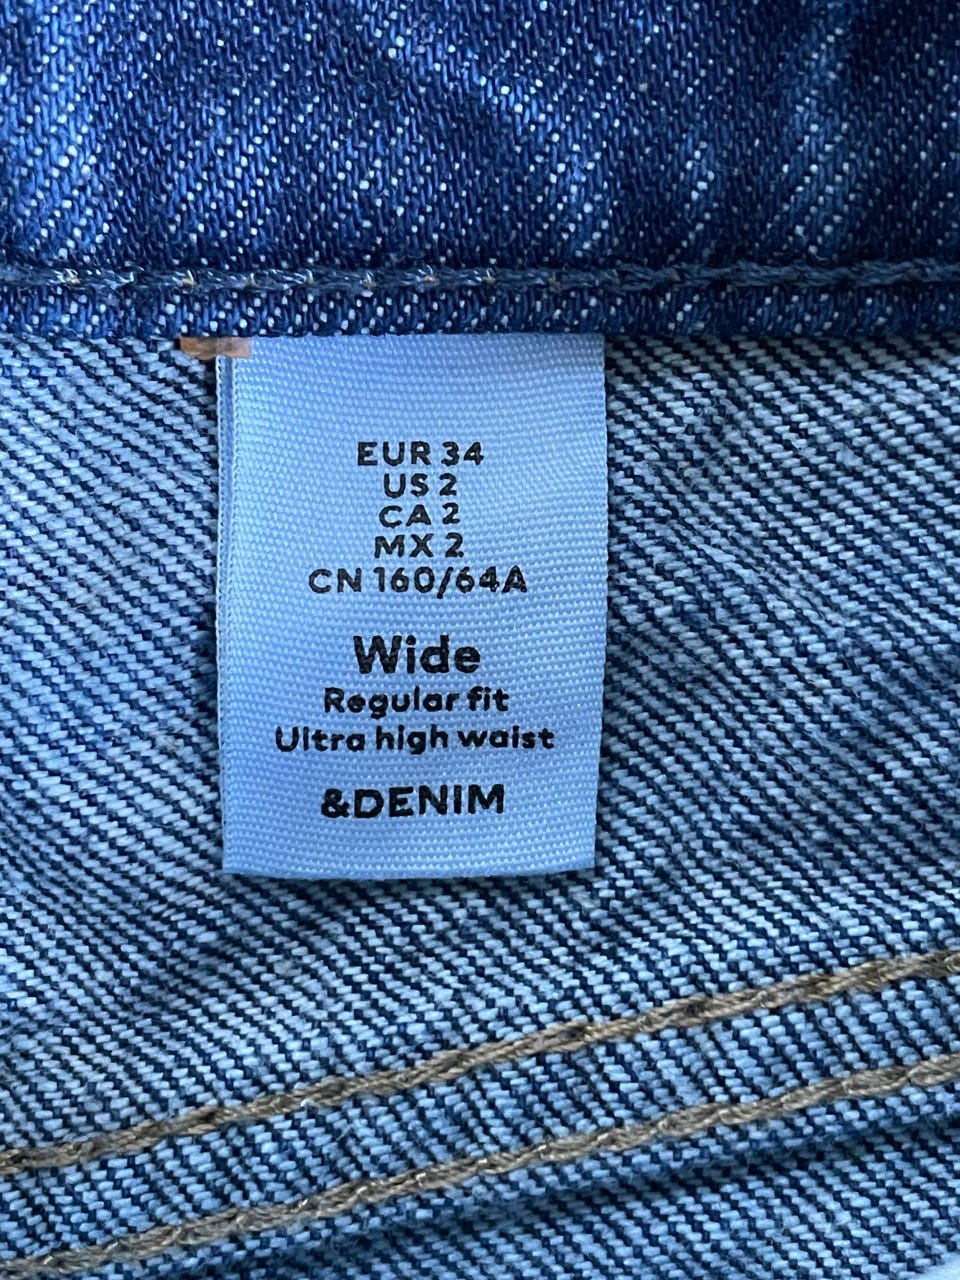 EUR 34
US 2
CA 2
MX 2
CN 160/64A
Wide
Regular fit
Ultra high waist
&DENIM